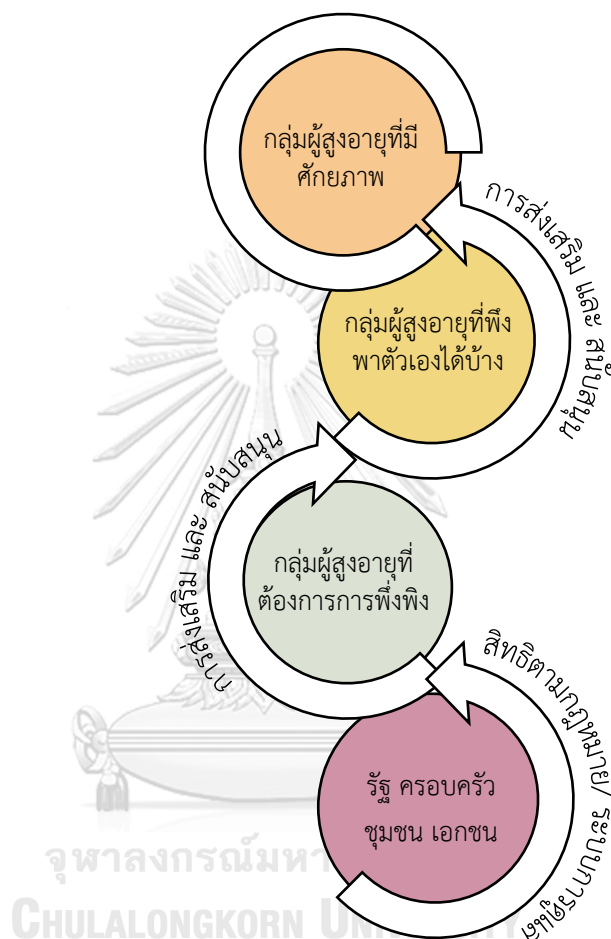 กลุ่มผู้สูงอายุที่มี
ศักยภาพ
การส่งเสริม และ สนับสนุน
กลุ่มผู้สูงอายุที่พึง
พาตัวเองได้บ้าง
การส่งเสริม และ สนับสนุน
กลุ่มผู้สูงอายุที่
ต้องการการพึ่งพิง
สิทธิตามกฎหมาย/ ระบบการดูแล
รัฐ ครอบครัว
ชุมชน เอกชน
จุฬาลงกรณ์มหา
CHULALONGKORN UNIVERSITY